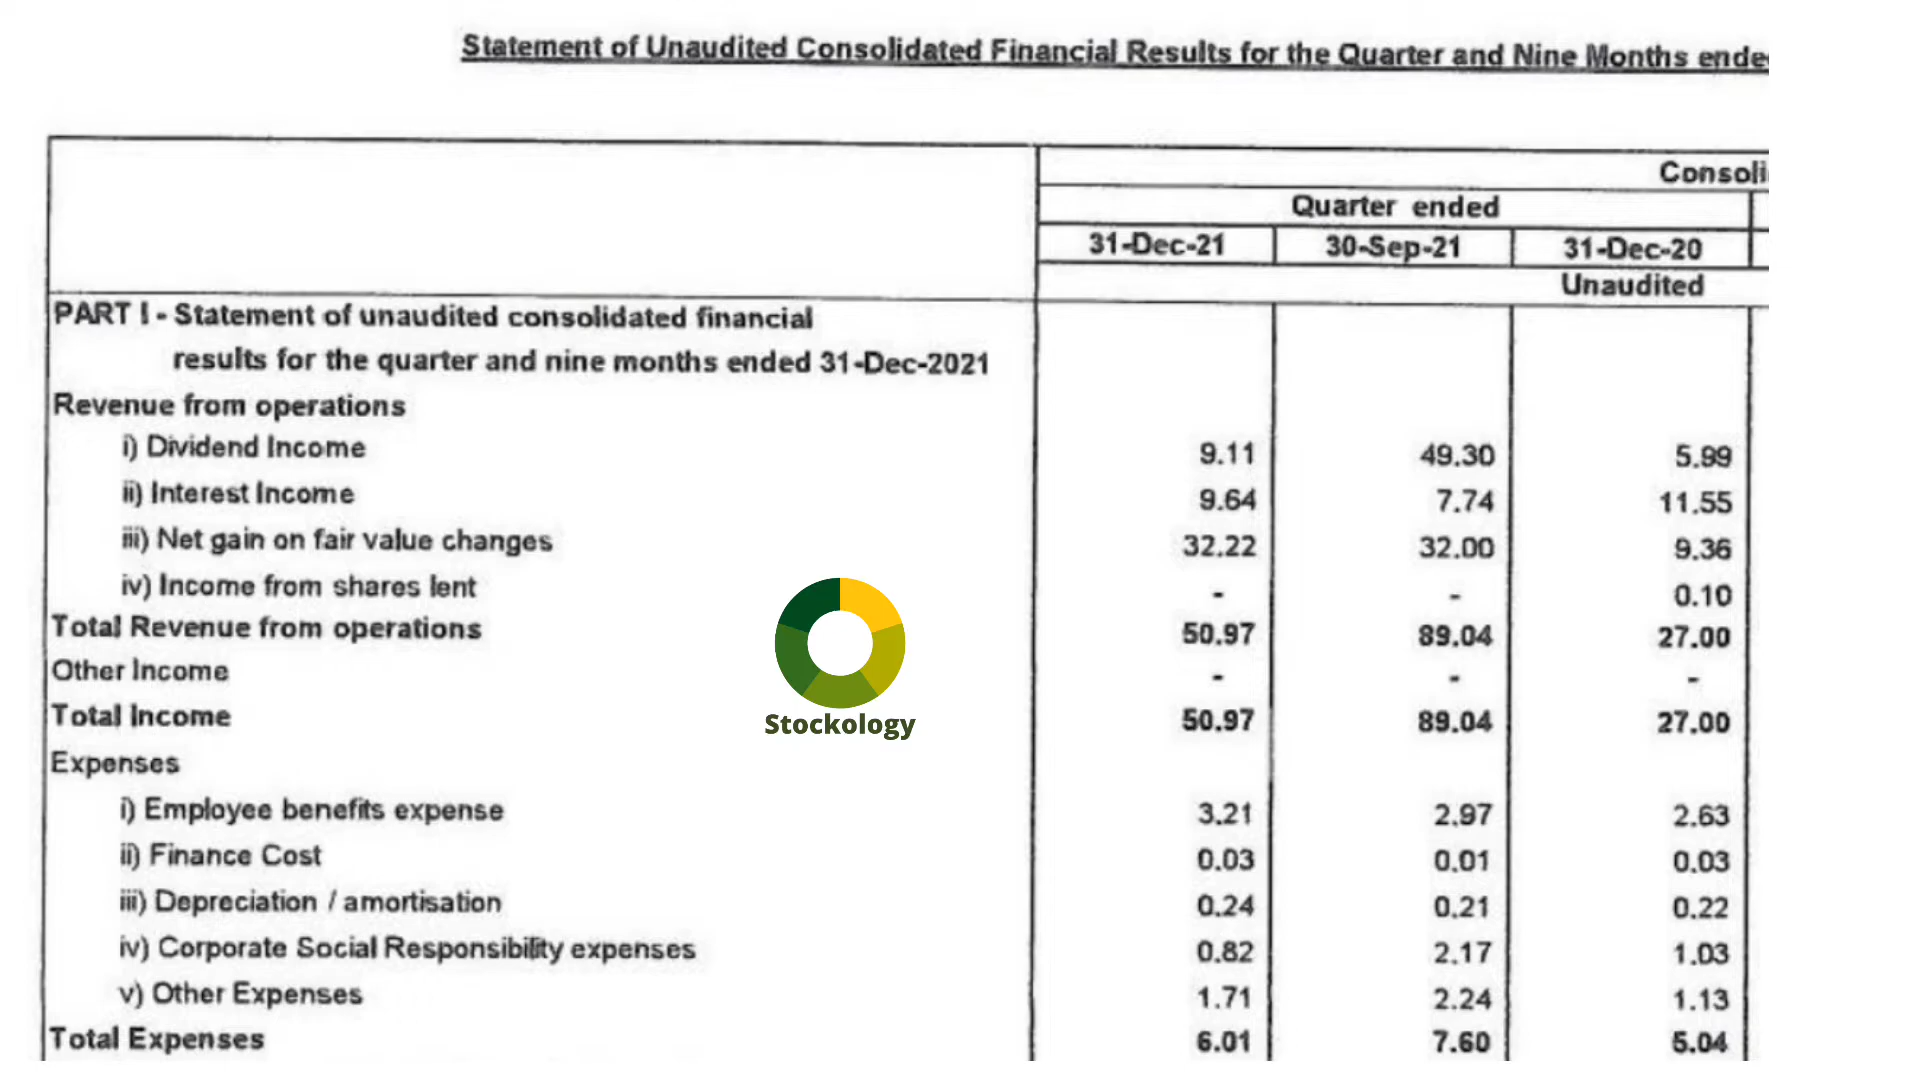 Statement of Unaudited Consolidated Financial Results for the Quarter and Nine Months ende
Consoli
Quarter ended
31-Dec-21 30-Sep-21 31-Dec-20
Unaudited
PART I - Statement of unaudited consolidated financial
results for the quarter and nine months ended 31-Dec-2021
Revenue from operations
i) Dividend Income 9.11 49.30 5.99
ii) Interest Income 9.64 7.74 11.55
iii) Net gain on fair value changes 32.22 32.00 9.36
iv) Income from shares lent - - 0.10
Total Revenue from operations 50.97 89.04 27.00
Other Income - - -
Total Income 50.97 89.04 27.00
Stockology
Expenses
i) Employee benefits expense 3.21 2.97 2.63
ii) Finance Cost 0.03 0.01 0.03
iii) Depreciation / amortisation 0.24 0.21 0.22
iv) Corporate Social Responsibility expenses 0.82 2.17 1.03
v) Other Expenses 1.71 2.24 1.13
Total Expenses 6.01 7.60 5.04